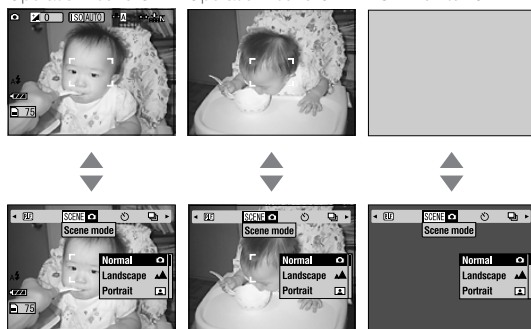 0 ISO AUTO A N
75
SCENE
Scene mode
Normal
Landscape
Portrait
75
SCENE
Scene mode
Normal
Landscape
Portrait
SCENE
Scene mode
Normal
Landscape
Portrait